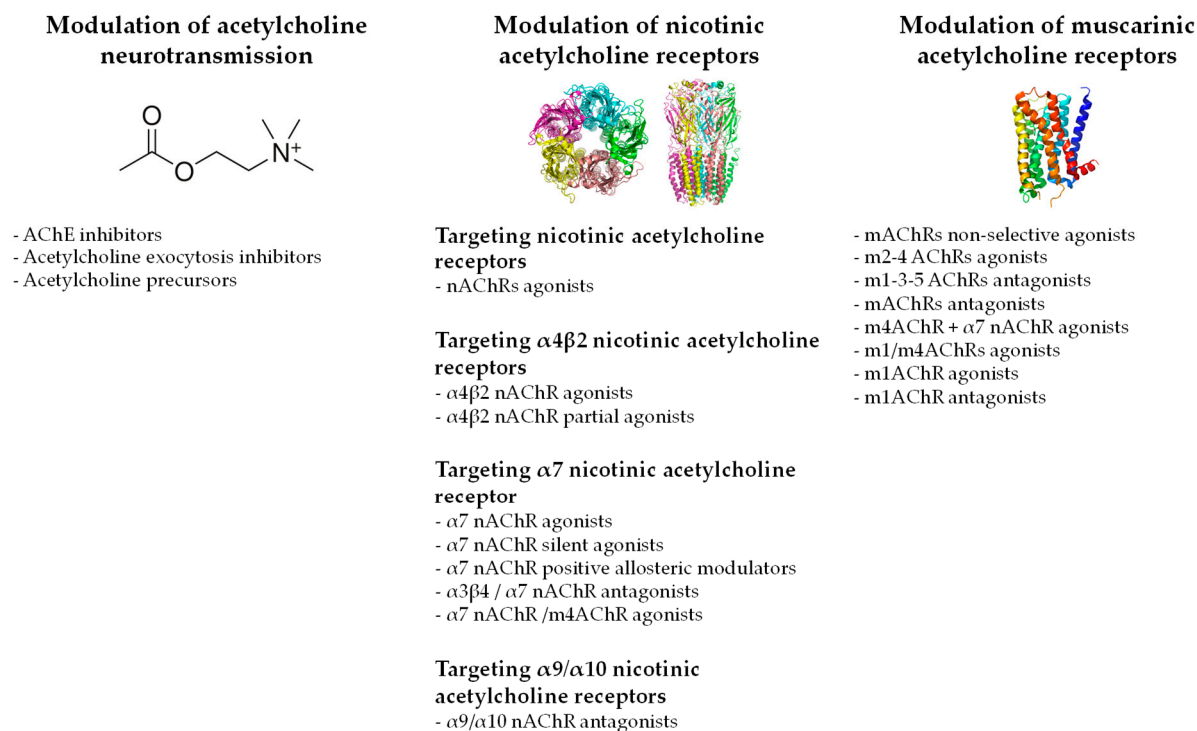 Modulation of acetylcholine
neurotransmission
O
O
N+
- AChE inhibitors
- Acetylcholine exocytosis inhibitors
- Acetylcholine precursors
Modulation of nicotinic
acetylcholine receptors
Targeting nicotinic acetylcholine
receptors
- nAChRs agonists
Targeting α4β2 nicotinic acetylcholine
receptors
- α4β2 nAChR agonists
- α4β2 nAChR partial agonists
Targeting α7 nicotinic acetylcholine
receptor
- α7 nAChR agonists
- α7 nAChR silent agonists
- α7 nAChR positive allosteric modulators
- α3β4 / α7 nAChR antagonists
- α7 nAChR /m4AChR agonists
Targeting α9/α10 nicotinic
acetylcholine receptors
- α9/α10 nAChR antagonists
Modulation of muscarinic
acetylcholine receptors
- mAChRs non-selective agonists
- m2-4 AChRs agonists
- m1-3-5 AChRs antagonists
- mAChRs antagonists
- m4AChR + α7 nAChR agonists
- m1/m4AChRs agonists
- m1AChR agonists
- m1AChR antagonists